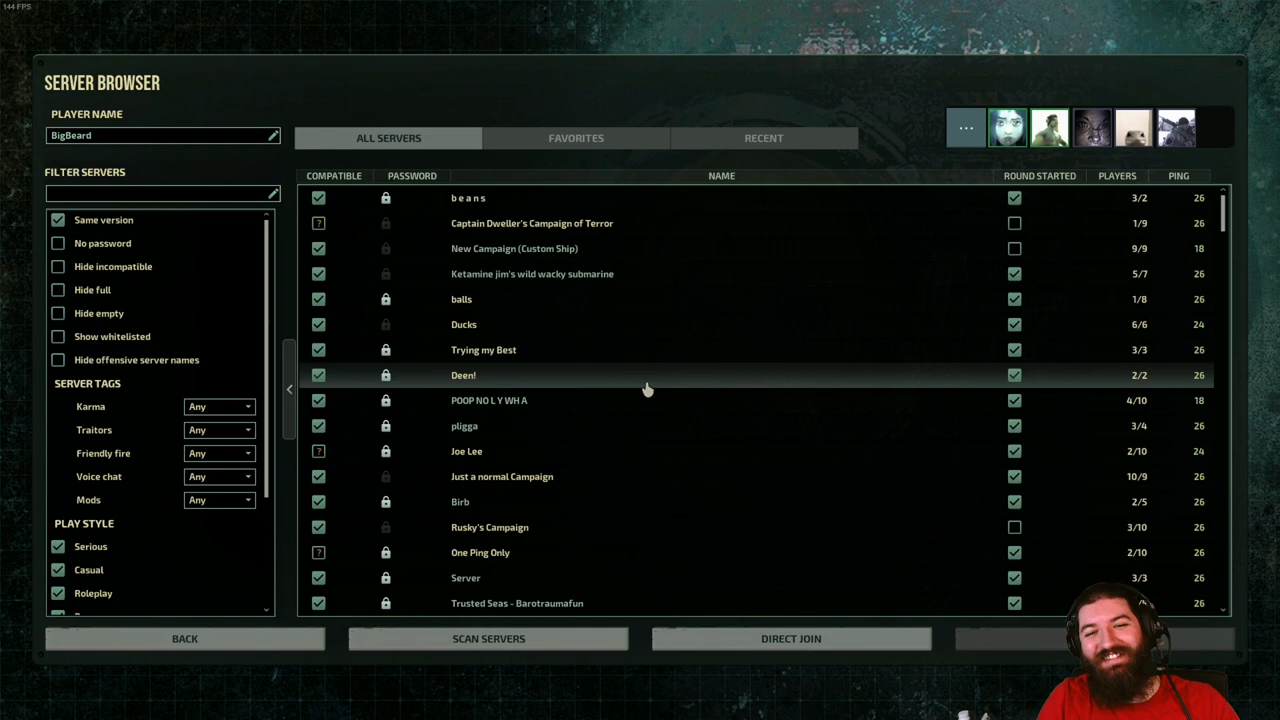 144 FPS
SERVER BROWSER
PLAYER NAME
BigBeard
ALL SERVERS FAVORITES RECENT
...
FILTER SERVERS
COMPATIBLE PASSWORD NAME ROUND STARTED PLAYERS PING
Same version
No password
Hide incompatible
Hide full
Hide empty
Show whitelisted
Hide offensive server names
SERVER TAGS
Karma Any
Traitors Any
Friendly fire Any
Voice chat Any
Mods Any
PLAY STYLE
Serious
Casual
Roleplay
b e a n s 3/2 26
? Captain Dweller's Campaign of Terror 1/9 26
New Campaign (Custom Ship) 9/9 18
Ketamine jim's wild wacky submarine 5/7 26
balls 1/8 26
Ducks 6/6 24
Trying my Best 3/3 26
Deen! 2/2 26
POOP NO L Y WH A 4/10 18
pligga 3/4 26
? Joe Lee 2/10 24
Just a normal Campaign 10/9 26
Birb 2/5 26
Rusky's Campaign 3/10 26
? One Ping Only 2/10 26
Server 3/3 26
Trusted Seas - Barotraumafun 26
BACK SCAN SERVERS DIRECT JOIN